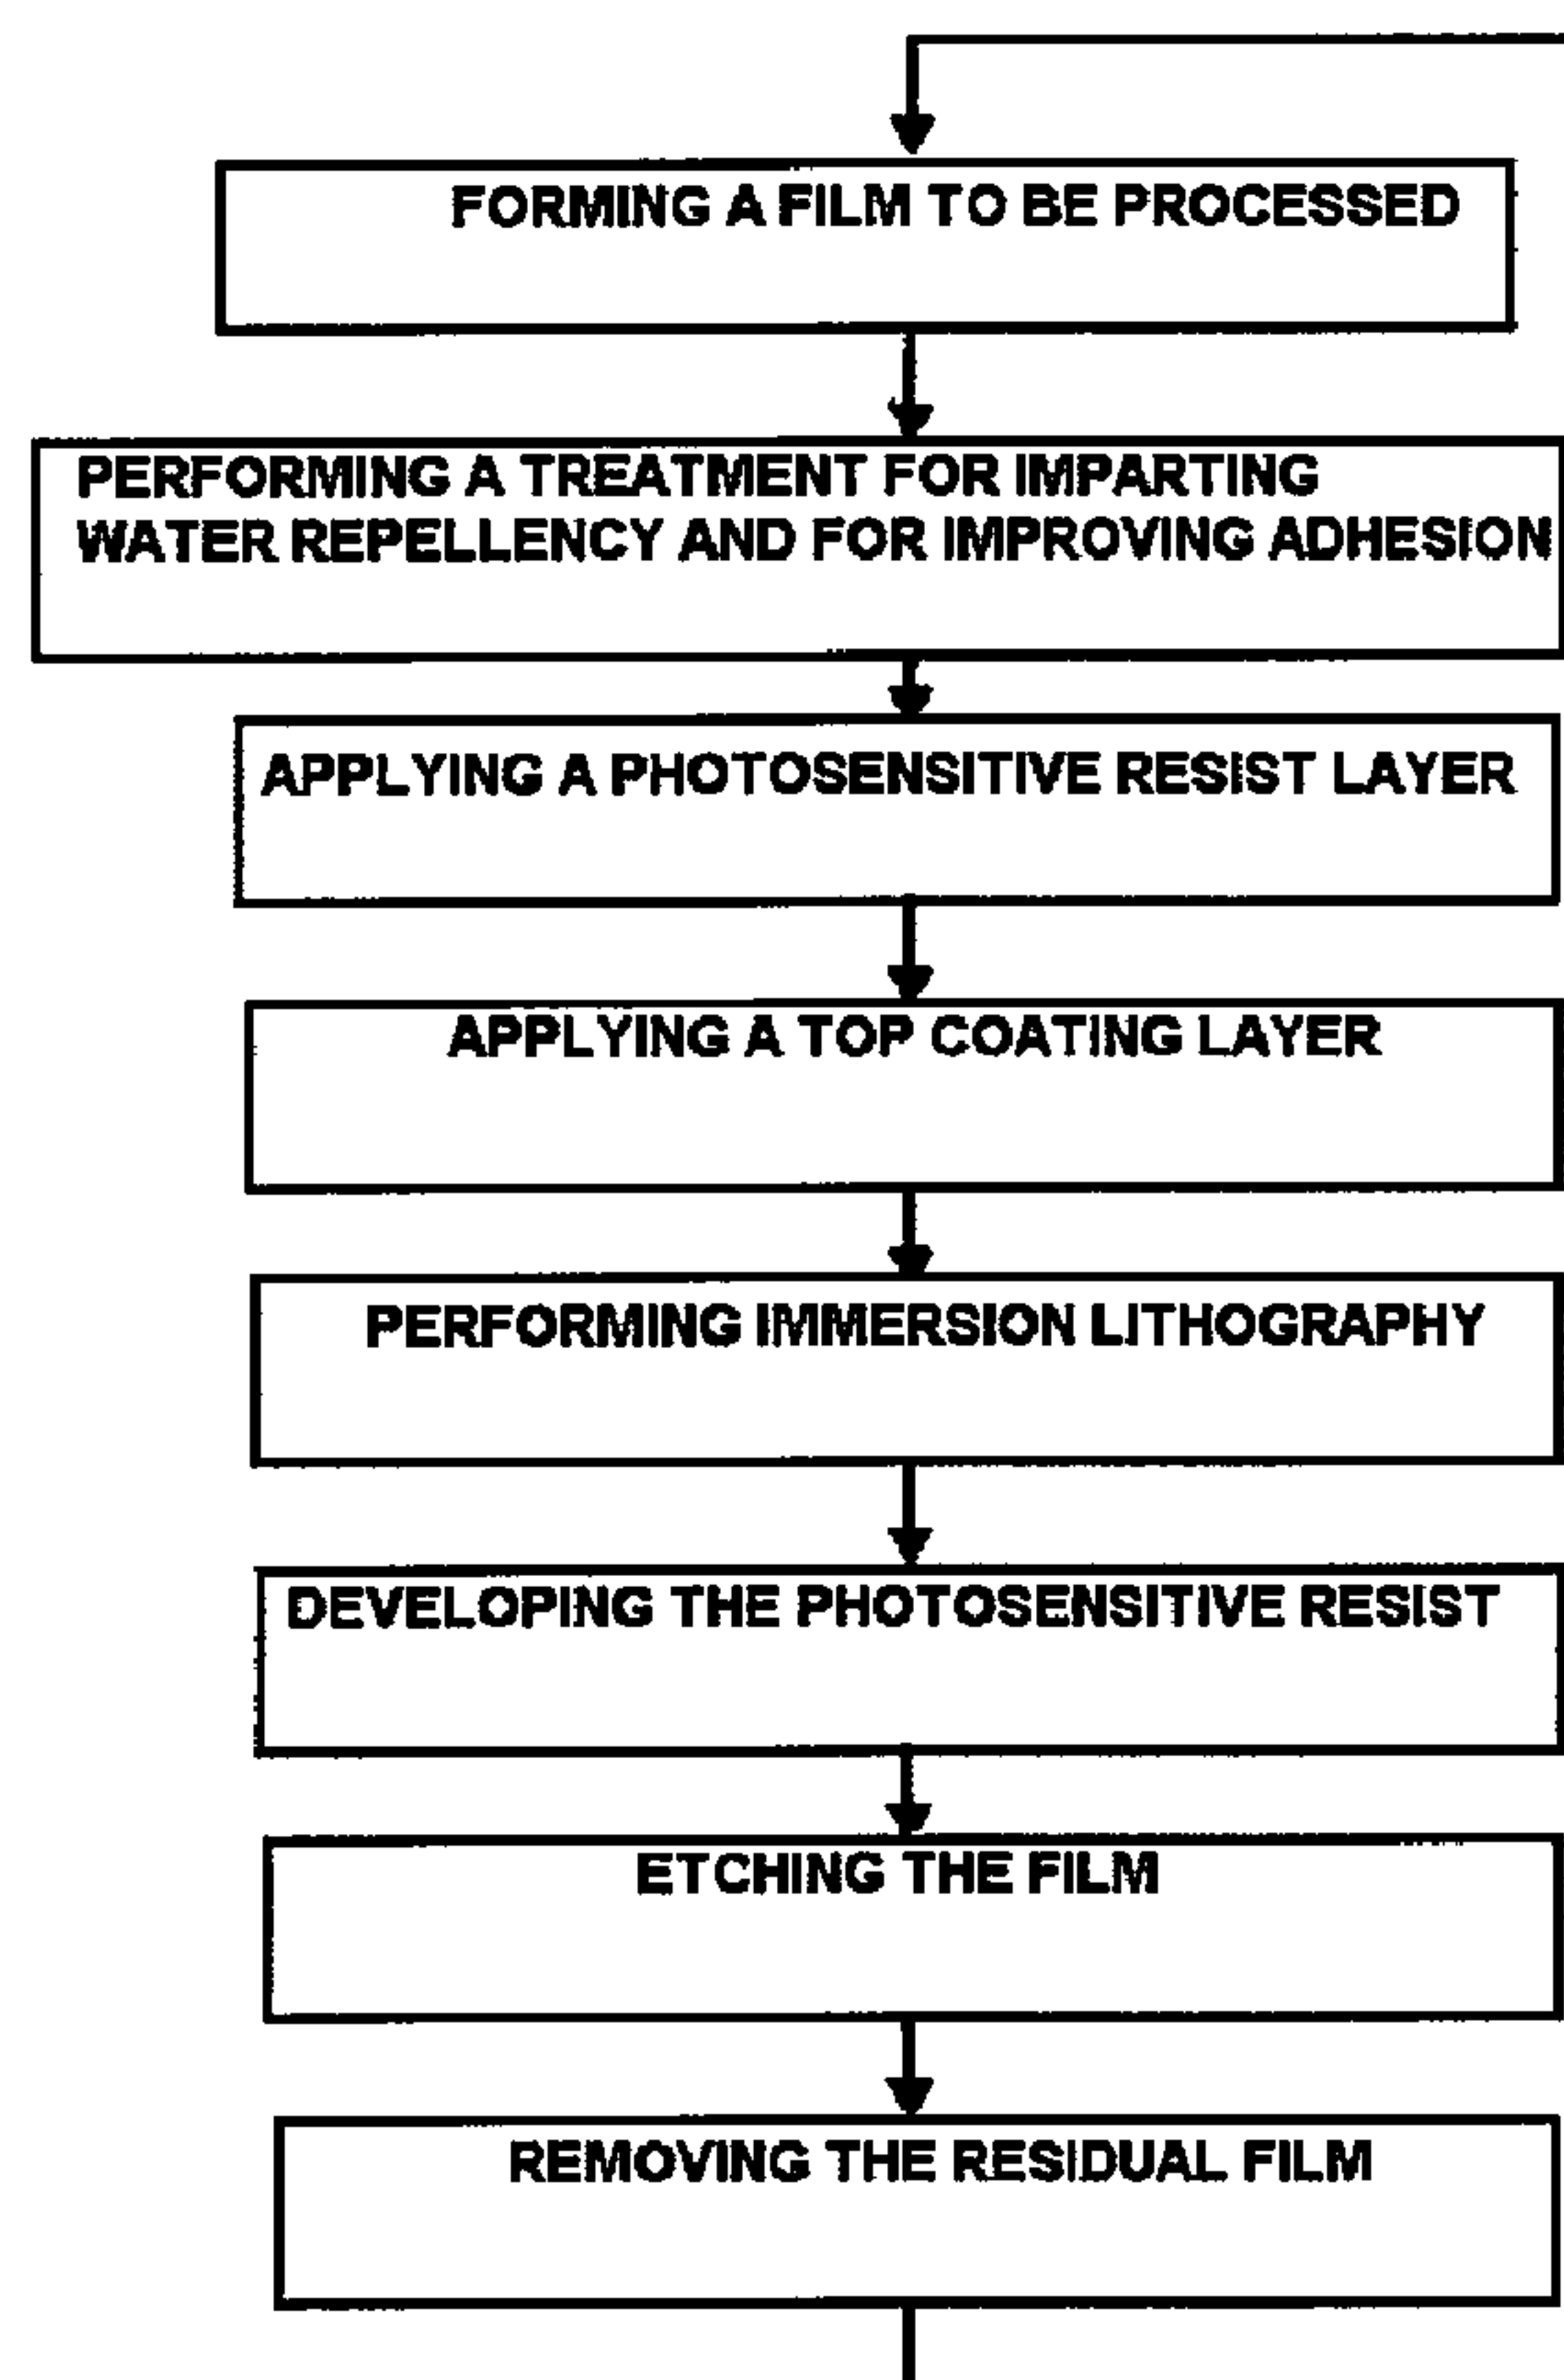 FORMING A FILM TO BE PROCESSED
PERFORMING A TREATMENT FOR IMPARTING
WATER REPELLENCY AND FOR IMPROVING ADHESION
APPLYING A PHOTOSENSITIVE RESIST LAYER
APPLYING A TOP COATING LAYER
PERFORMING IMMERSION LITHOGRAPHY
DEVELOPING THE PHOTOSENSITIVE RESIST
ETCHING THE FILM
REMOVING THE RESIDUAL FILM